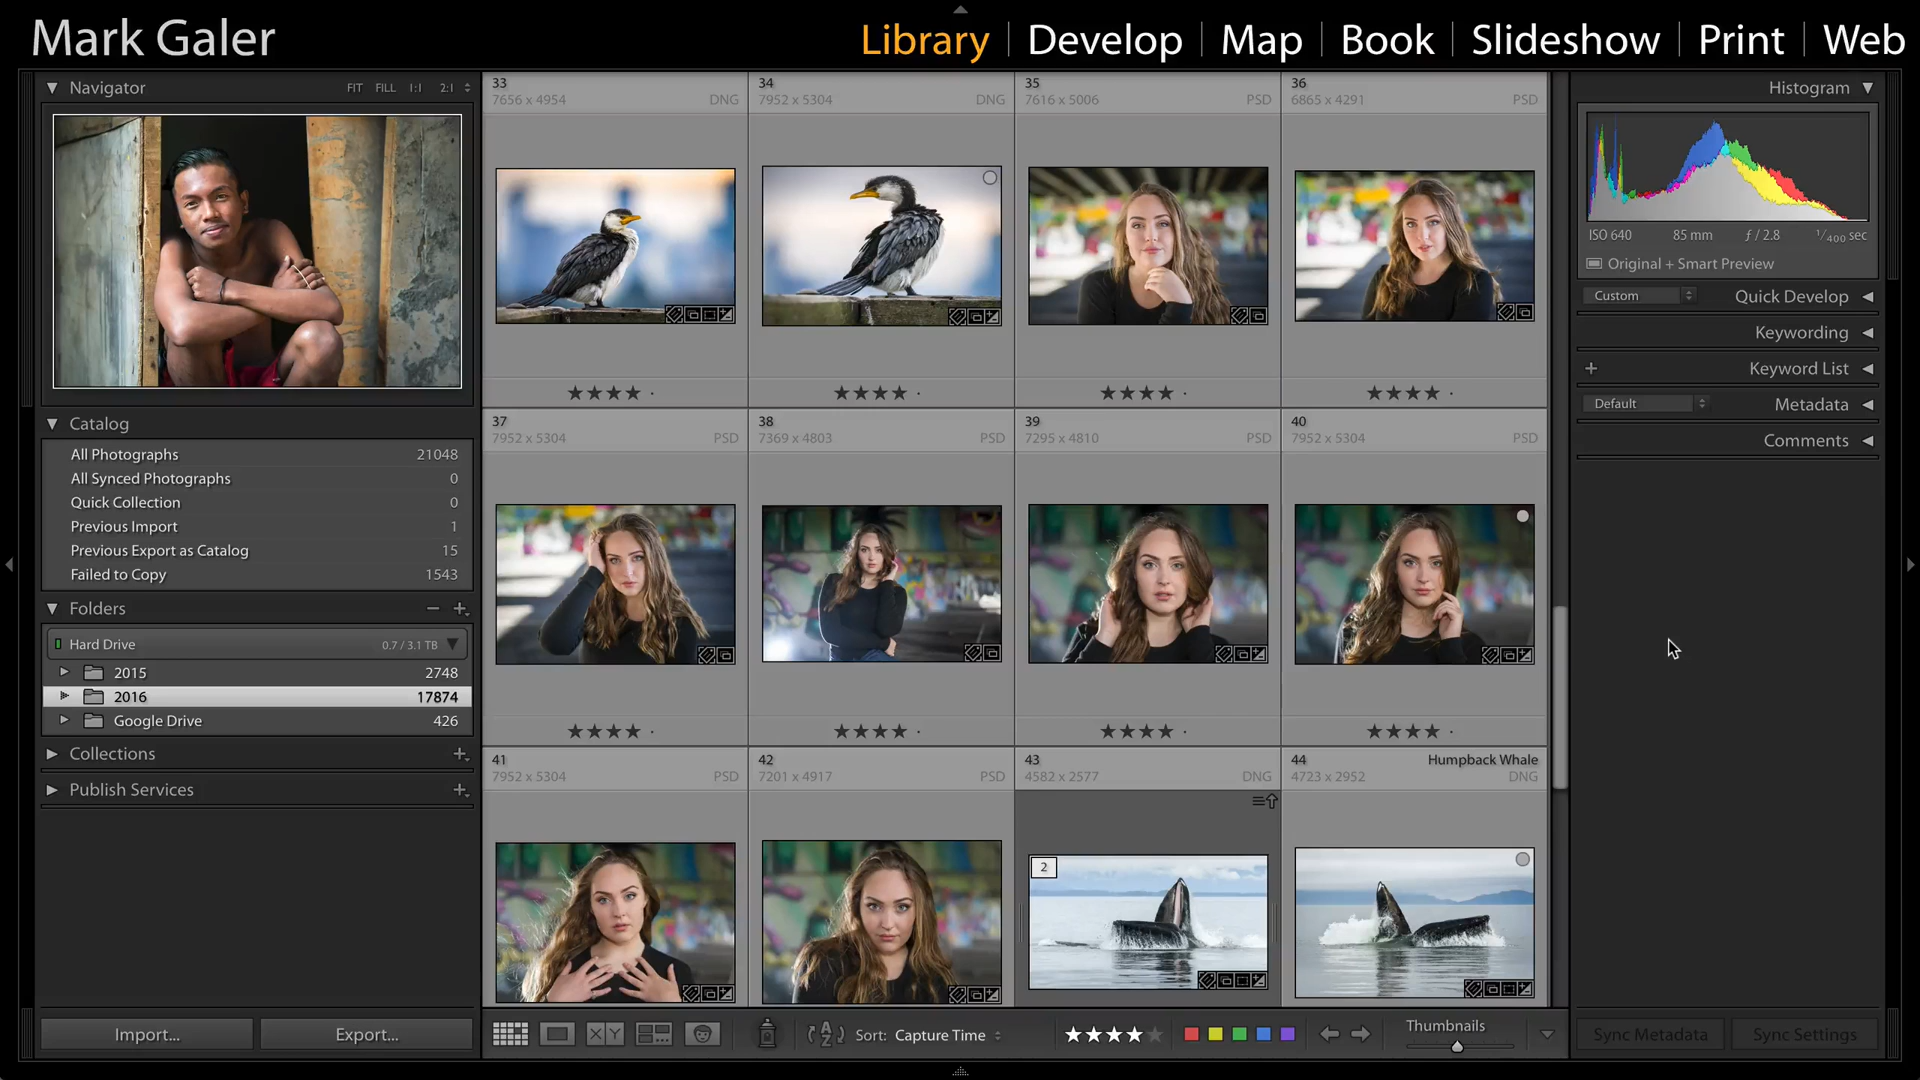 Mark Galer
Library Develop Map Book Slideshow Print Web
Navigator FIT FILL 1:1 2:1
Catalog
All Photographs 21048
All Synced Photographs 0
Quick Collection 0
Previous Import 1
Previous Export as Catalog 15
Failed to Copy 1543
Folders
Hard Drive 0.7 / 3.1 TB
2015 2748
2016 17874
Google Drive 426
Collections
Publish Services
Import... Export...
33
7656 x 4954 DNG
34
7952 x 5304 DNG
35
7616 x 5006 PSD
36
6865 x 4291 PSD
37
7952 x 5304 PSD
38
7369 x 4803 PSD
39
7295 x 4810 PSD
40
7952 x 5304 PSD
41
7952 x 5304 PSD
42
7201 x 4917 PSD
43
4582 x 2577 DNG
2
44 Humpback Whale
4723 x 2952 DNG
X Y
A Z Sort: Capture Time
Thumbnails
Histogram
ISO 640 85 mm ƒ / 2.8 1/400 sec
Original + Smart Preview
Custom Quick Develop
Keywording
Keyword List
Default Metadata
Comments
Sync Metadata Sync Settings